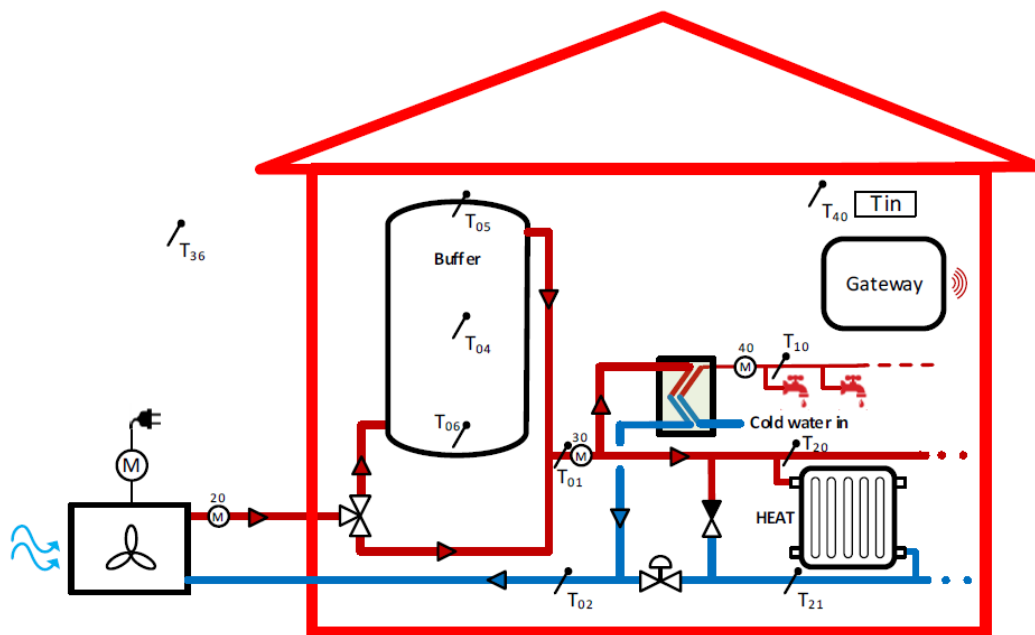 T05
T40
Tin
T36
Buffer
Gateway
T04
40
M
T10
T06
Cold water in
30
M
T01
T20
M
20
M
HEAT
T02
T21